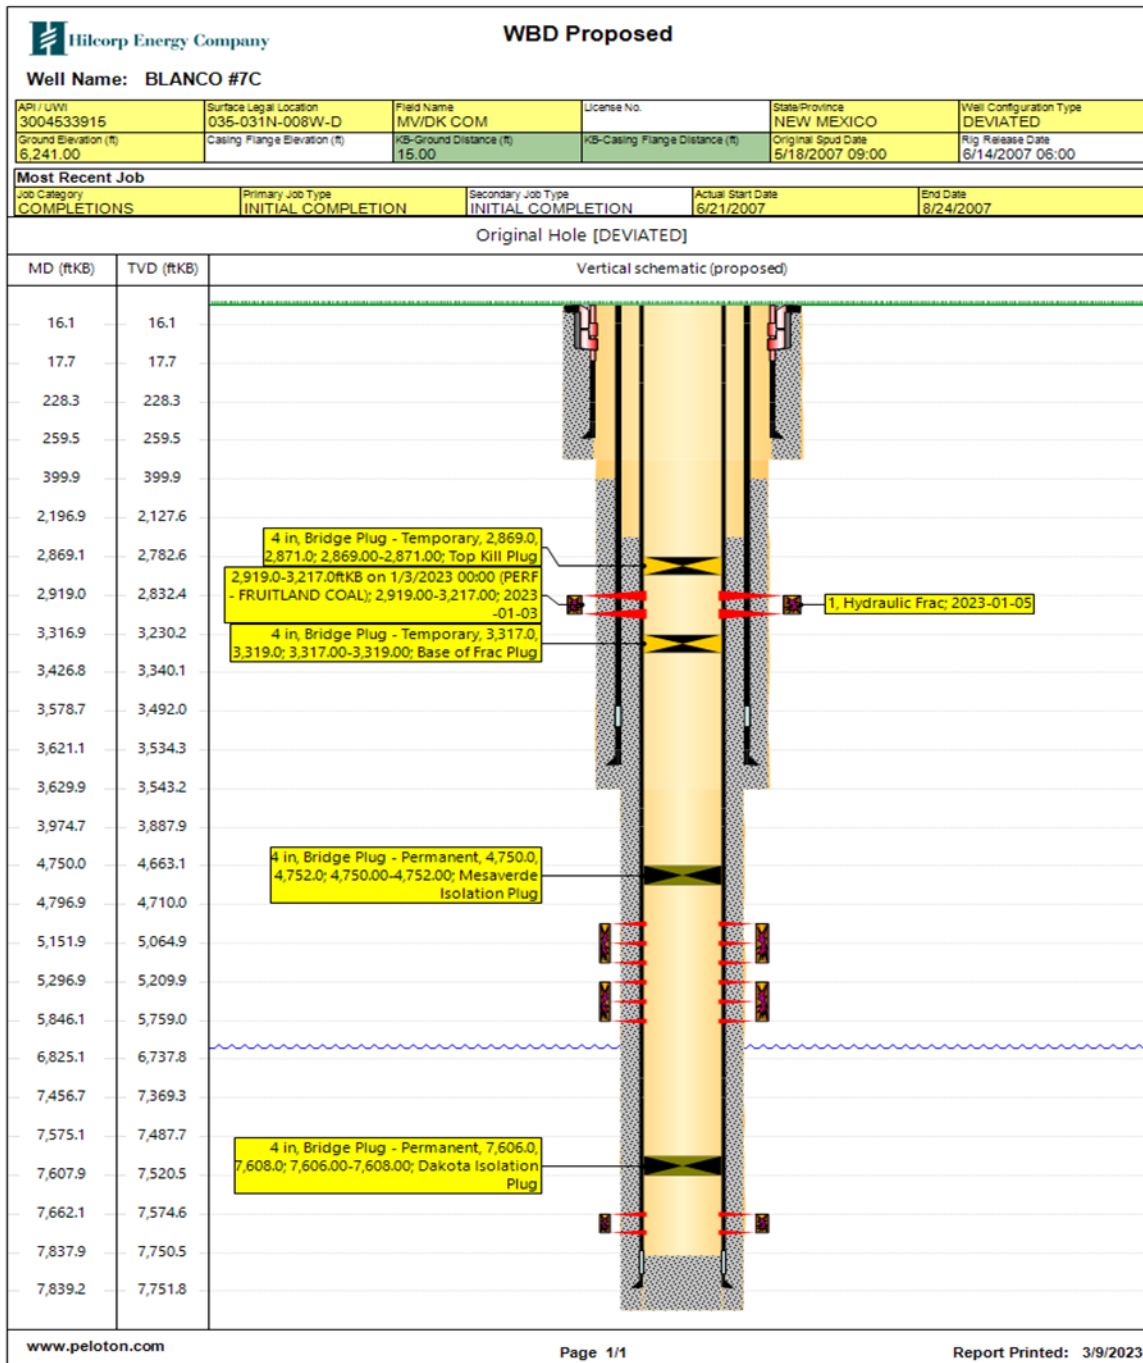 Hilcorp Energy Company
WBD Proposed
Well Name: BLANCO #7C
API / UWI
3004533915
Surface Legal Location
035-031N-008W-D
Field Name
MV/DK COM
License No.
State/Province
NEW MEXICO
Well Configuration Type
DEVIATED
Ground Elevation (ft)
6,241.00
Casing Flange Elevation (ft)
KB-Ground Distance (ft)
15.00
KB-Casing Flange Distance (ft)
Original Spud Date
5/18/2007 09:00
Rig Release Date
6/14/2007 06:00
Most Recent Job
Job Category
COMPLETIONS
Primary Job Type
INITIAL COMPLETION
Secondary Job Type
INITIAL COMPLETION
Actual Start Date
6/21/2007
End Date
8/24/2007
Original Hole [DEVIATED]
MD (ftKB) TVD (ftKB) Vertical schematic (proposed)
16.1 16.1
17.7 17.7
228.3 228.3
259.5 259.5
399.9 399.9
2,196.9 2,127.6
4 in, Bridge Plug - Temporary, 2,869.0,
2,871.0; 2,869.00-2,871.00; Top Kill Plug
2,869.1 2,782.6
2,919.0-3,217.0ftKB on 1/3/2023 00:00 (PERF
- FRUITLAND COAL); 2,919.00-3,217.00; 2023
-01-03
2,919.0 2,832.4
1, Hydraulic Frac; 2023-01-05
3,316.9 3,230.2
4 in, Bridge Plug - Temporary, 3,317.0,
3,319.0; 3,317.00-3,319.00; Base of Frac Plug
3,426.8 3,340.1
3,578.7 3,492.0
3,621.1 3,534.3
3,629.9 3,543.2
3,974.7 3,887.9
4,750.0 4,663.1
4 in, Bridge Plug - Permanent, 4,750.0,
4,752.0; 4,750.00-4,752.00; Mesaverde
Isolation Plug
4,796.9 4,710.0
5,151.9 5,064.9
5,296.9 5,209.9
5,846.1 5,759.0
6,825.1 6,737.8
7,456.7 7,369.3
7,575.1 7,487.7
4 in, Bridge Plug - Permanent, 7,606.0,
7,608.0; 7,606.00-7,608.00; Dakota Isolation
Plug
7,607.9 7,520.5
7,662.1 7,574.6
7,837.9 7,750.5
7,839.2 7,751.8
www.peloton.com
Page 1/1
Report Printed: 3/9/2023